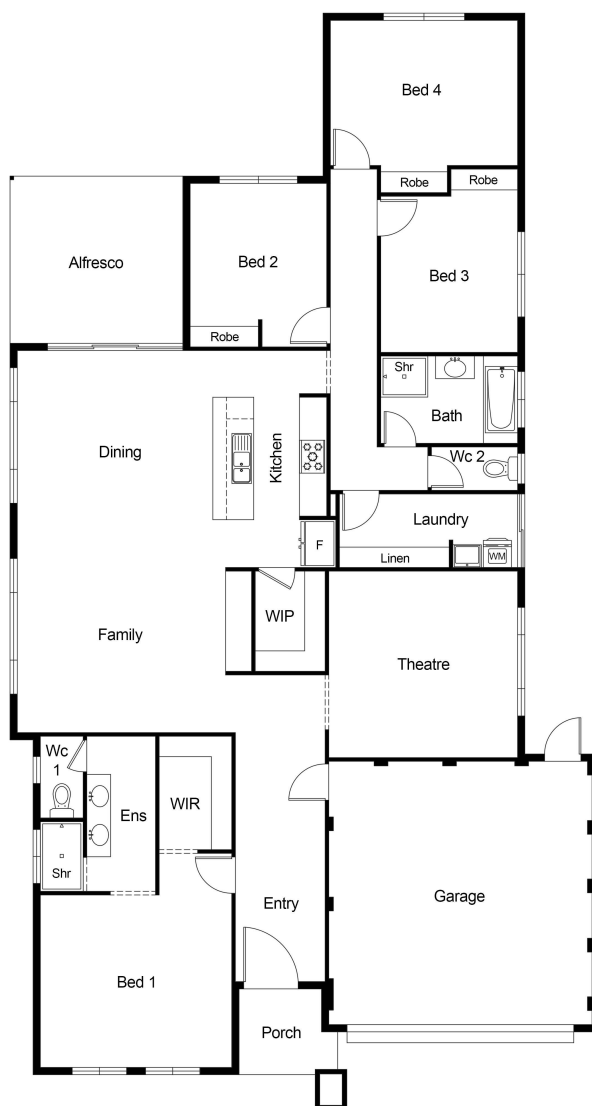 Bed 4
Robe
Robe
Alfresco
Bed 2
Bed 3
Robe
Shr
Bath
Dining
Kitchen
Wc 2
Laundry
F
Linen
WM
WIP
Family
Theatre
Wc
1
Ens
WIR
Shr
Entry
Garage
Bed 1
Porch